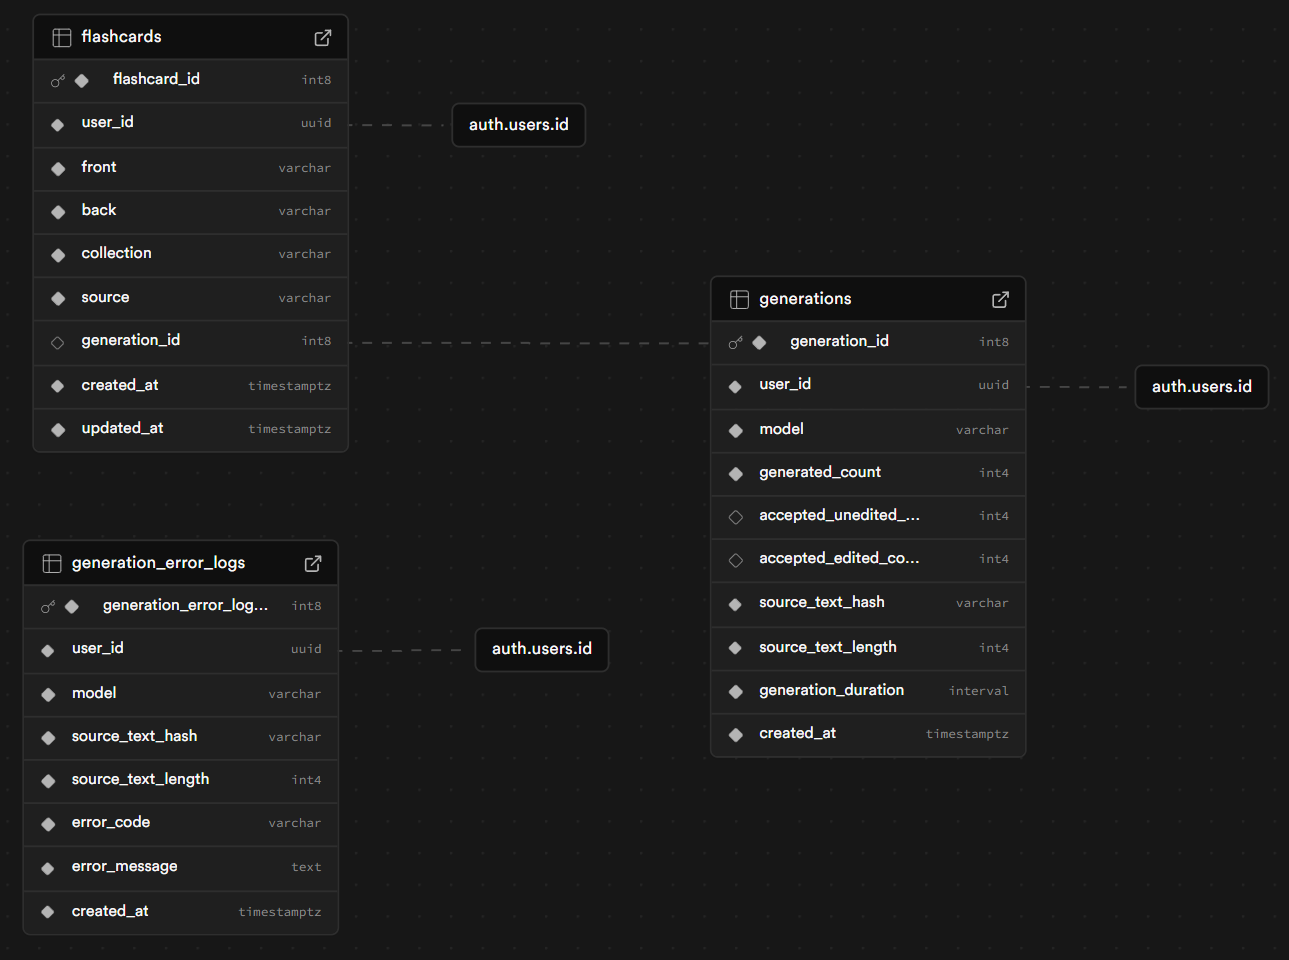 flashcards
flashcard_id int8
user_id uuid
front varchar
back varchar
collection varchar
source varchar
generation_id int8
created_at timestamptz
updated_at timestamptz
auth.users.id
generations
generation_id int8
user_id uuid
model varchar
generated_count int4
accepted_unedited_... int4
accepted_edited_co... int4
source_text_hash varchar
source_text_length int4
generation_duration interval
created_at timestamptz
auth.users.id
generation_error_logs
generation_error_log... int8
user_id uuid
model varchar
source_text_hash varchar
source_text_length int4
error_code varchar
error_message text
created_at timestamptz
auth.users.id